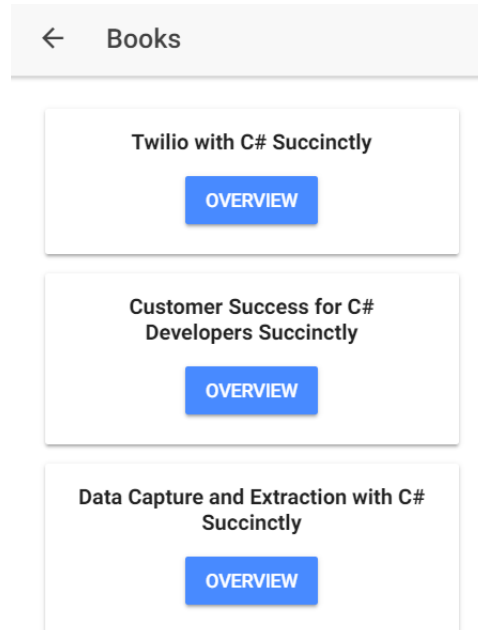 Books
Twilio with C# Succinctly
OVERVIEW
Customer Success for C#
Developers Succinctly
OVERVIEW
Data Capture and Extraction with C#
Succinctly
OVERVIEW